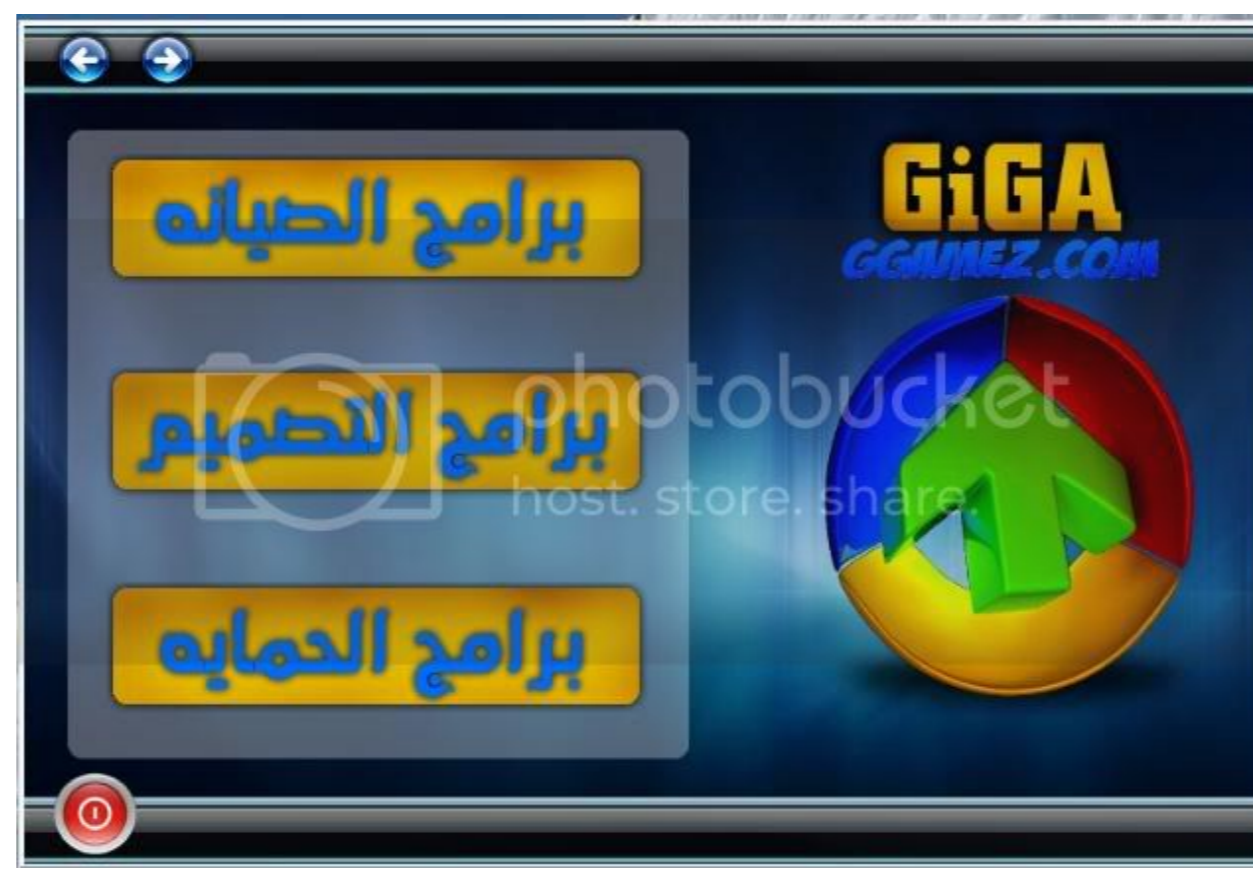 برامج الصيانه
برامج التصميم
برامج الحمايه
GiGA
GGAMEZ.COM
photobucket
host. store. share.